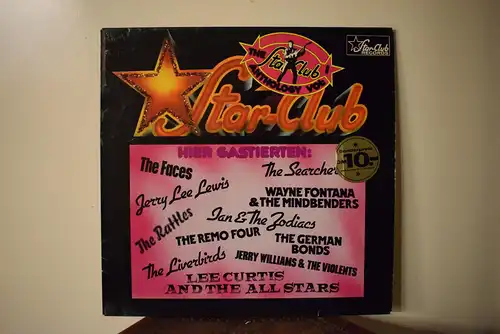 Star-Club
RECORDS
THE
Star-Club
ANTHOLOGY VOL. 1
Star-Club
HIER GASTIERTEN:
The Faces
The Searchers
10.-
Jerry Lee Lewis
WAYNE FONTANA
& THE MINDBENDERS
The Rattles
Ian & The Zodiacs
THE REMO FOUR
THE GERMAN
BONDS
The Liverbirds
JERRY WILLIAMS & THE VIOLENTS
LEE CURTIS
AND THE ALL STARS